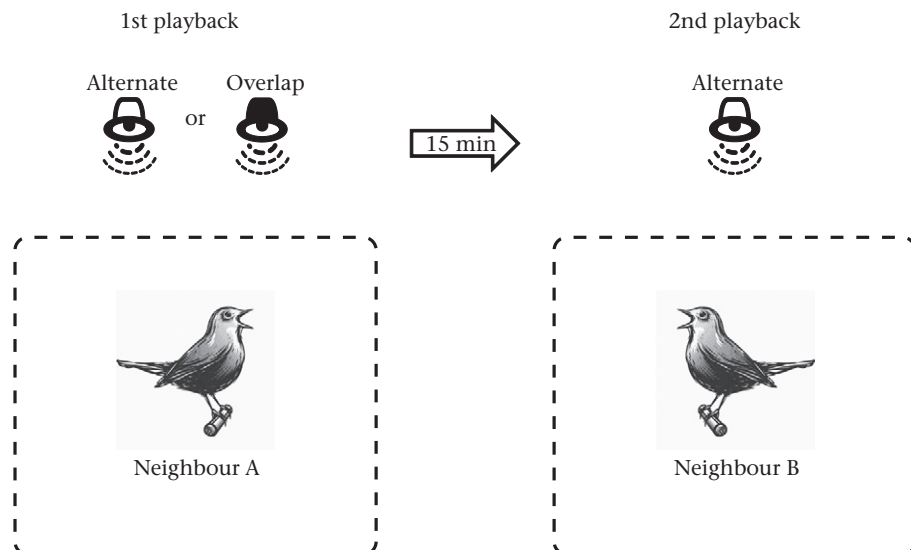 1st playback
2nd playback
Alternate
or
Overlap
15 min
Alternate
Neighbour A
Neighbour B